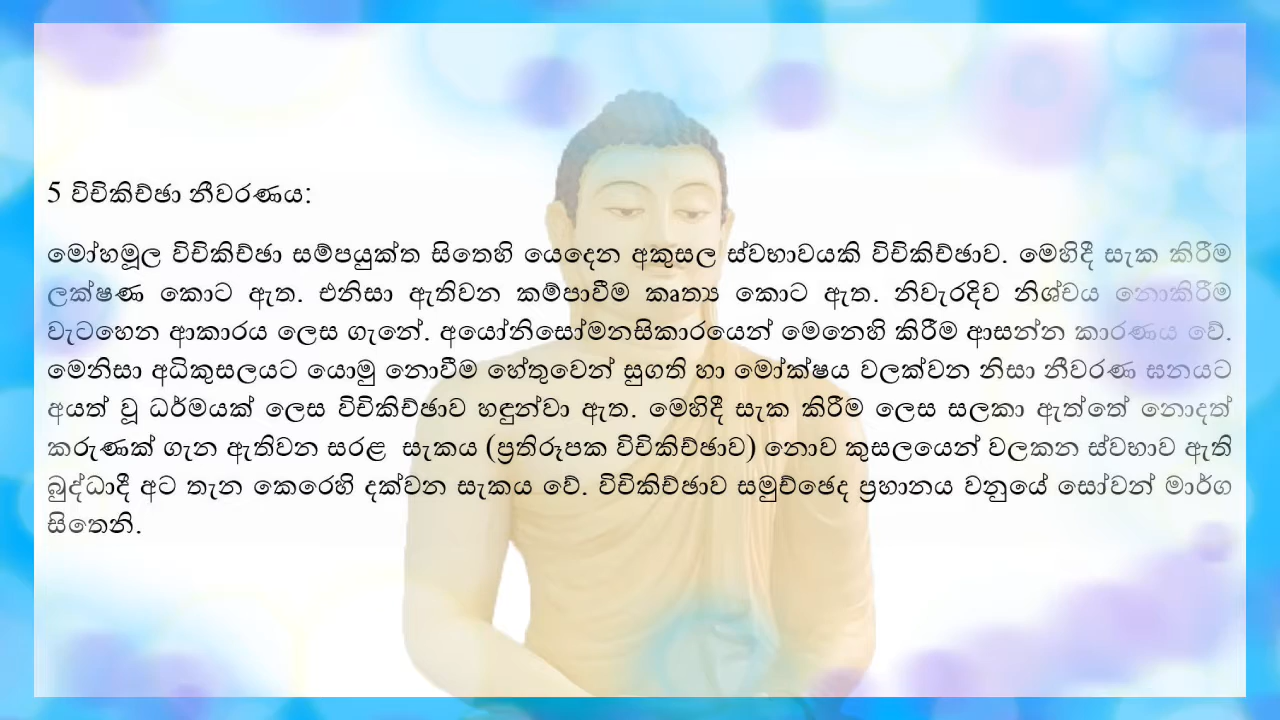 5 විචිකිච්ඡා නීවරණය:
මෝහමූල විචිකිච්ඡා සම්පයුක්ත සිතෙහි යෙදෙන අකුසල ස්වභාවයකි විචිකිච්ඡාව. මෙහිදී සැක කිරීම
ලක්ෂණ කොට ඇත. එනිසා ඇතිවන කම්පාවීම කෘත්‍ය කොට ඇත. නිවැරදිව නිශ්චය නොකිරීම
වැටහෙන ආකාරය ලෙස ගැනේ. අයෝනිසෝමනසිකාරයෙන් මෙනෙහි කිරීම ආසන්න කාරණය වේ.
මෙනිසා අධිකුසලයට යොමු නොවීම හේතුවෙන් සුගති හා මෝක්ෂය වලක්වන නිසා නීවරණ ඝනයට
අයත් වූ ධර්මයක් ලෙස විචිකිච්ඡාව හඳුන්වා ඇත. මෙහිදී සැක කිරීම ලෙස සලකා ඇත්තේ නොදත්
කරුණක් ගැන ඇතිවන සරළ සැකය (ප්‍රතිරූපක විචිකිච්ඡාව) නොව කුසලයෙන් වලකන ස්වභාව ඇති
බුද්ධාදී අට තැන කෙරෙහි දක්වන සැකය වේ. විචිකිච්ඡාව සමුච්ඡෙද ප්‍රහානය වනුයේ සෝවන් මාර්ග
සිතෙනි.